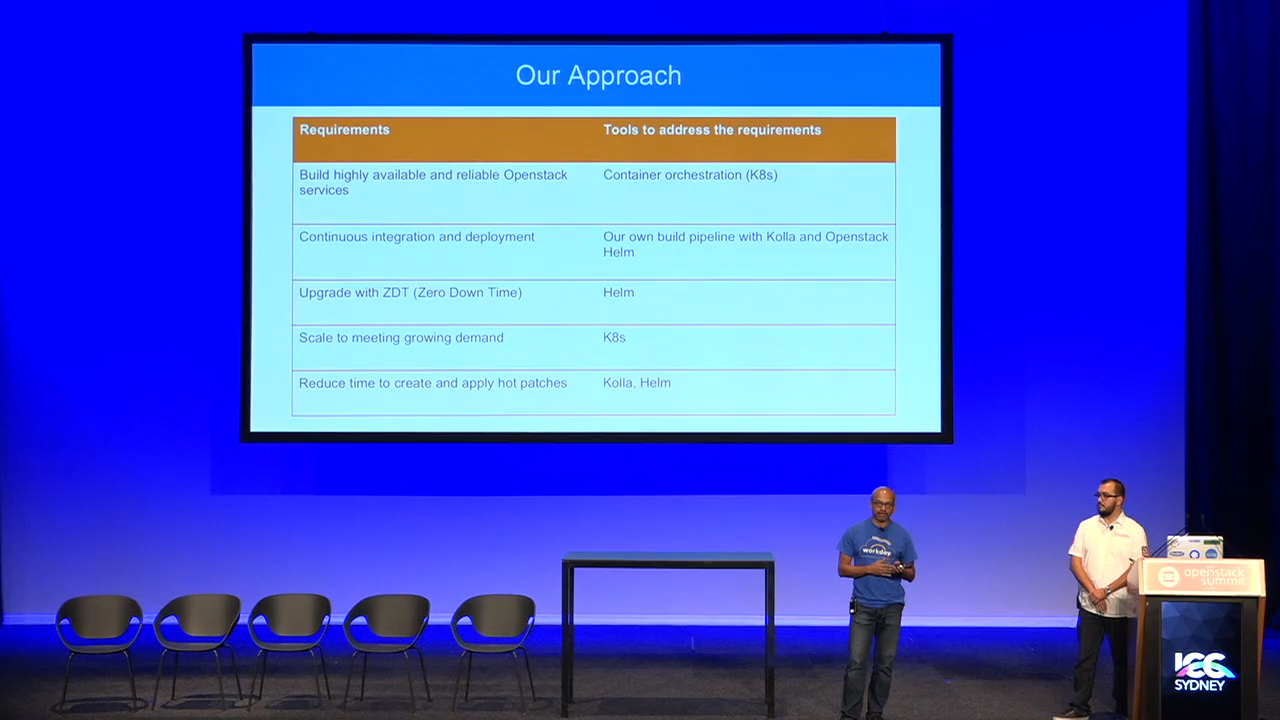 Our Approach
Requirements
Tools to address the requirements
Build highly available and reliable Openstack
services
Container orchestration (K8s)
Continuous integration and deployment
Our own build pipeline with Kolla and Openstack
Helm
Upgrade with ZDT (Zero Down Time)
Helm
Scale to meeting growing demand
K8s
Reduce time to create and apply hot patches
Kolla, Helm
workday
openstack
summit
ICC
SYDNEY